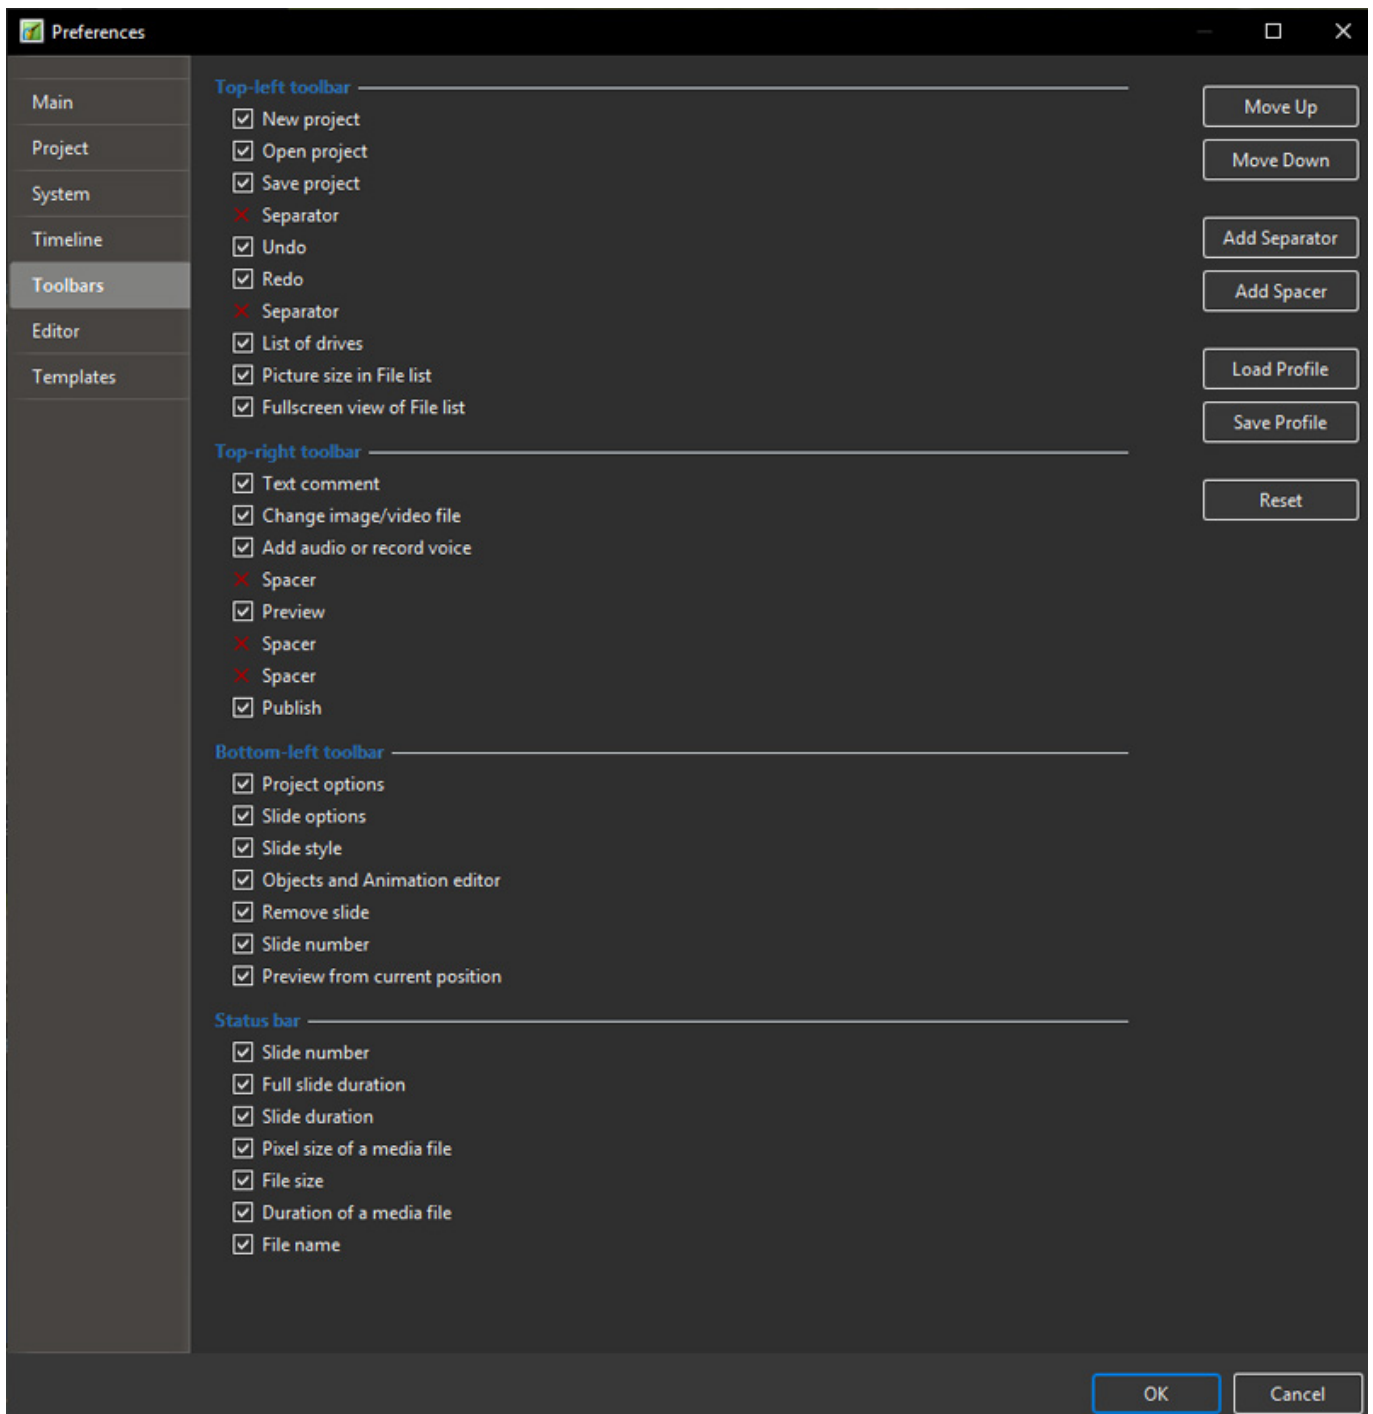 Preferences
Main
Project
System
Timeline
Toolbars
Editor
Templates
Top-left toolbar
New project
Open project
Save project
Separator
Undo
Redo
Separator
List of drives
Picture size in File list
Fullscreen view of File list
Top-right toolbar
Text comment
Change image/video file
Add audio or record voice
Spacer
Preview
Spacer
Spacer
Publish
Bottom-left toolbar
Project options
Slide options
Slide style
Objects and Animation editor
Remove slide
Slide number
Preview from current position
Status bar
Slide number
Full slide duration
Slide duration
Pixel size of a media file
File size
Duration of a media file
File name
Move Up
Move Down
Add Separator
Add Spacer
Load Profile
Save Profile
Reset
OK
Cancel